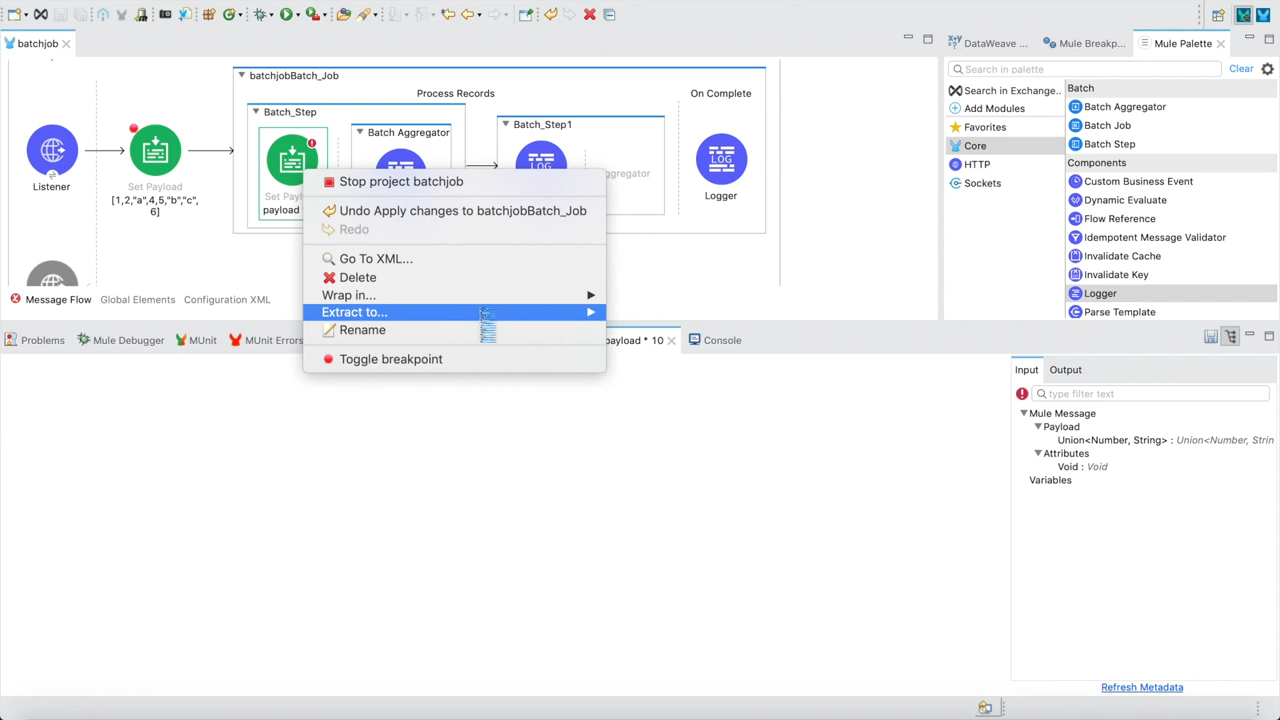 batchjob
DataWeave ...
Mule Breakp...
Mule Palette
Search in palette
Clear
Search in Exchange..
Add Modules
Favorites
Core
HTTP
Sockets
Batch
Batch Aggregator
Batch Job
Batch Step
Components
Custom Business Event
Dynamic Evaluate
Flow Reference
Idempotent Message Validator
Invalidate Cache
Invalidate Key
Logger
Parse Template
batchjobBatch_Job
Process Records
On Complete
Batch_Step
Batch Aggregator
Batch_Step1
LOG
LOG
Listener
Set Payload
[1,2,"a",4,5,"b","c",
6]
payload
Logger
Stop project batchjob
Undo Apply changes to batchjobBatch_Job
Redo
Go To XML...
Delete
Wrap in...
Extract to...
Rename
Toggle breakpoint
Message Flow
Global Elements
Configuration XML
Problems
Mule Debugger
MUnit
MUnit Errors
payload * 10
Console
Input
Output
type filter text
Mule Message
Payload
Union<Number, String> : Union<Number, Strin
Attributes
Void : Void
Variables
Refresh Metadata